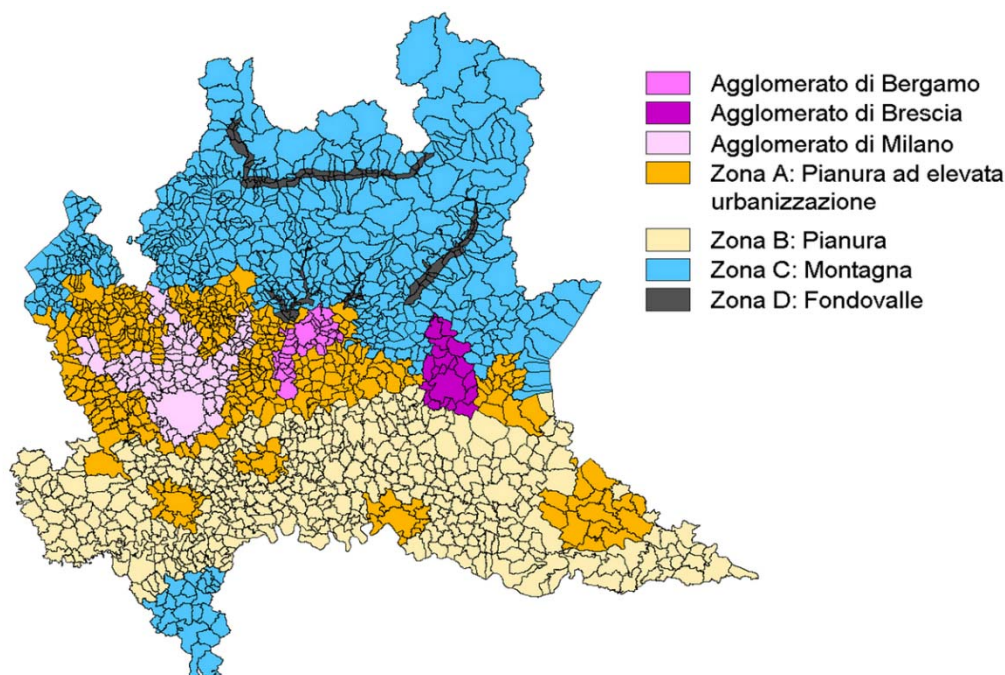 Agglomerato di Bergamo
Agglomerato di Brescia
Agglomerato di Milano
Zona A: Pianura ad elevata
urbanizzazione
Zona B: Pianura
Zona C: Montagna
Zona D: Fondovalle